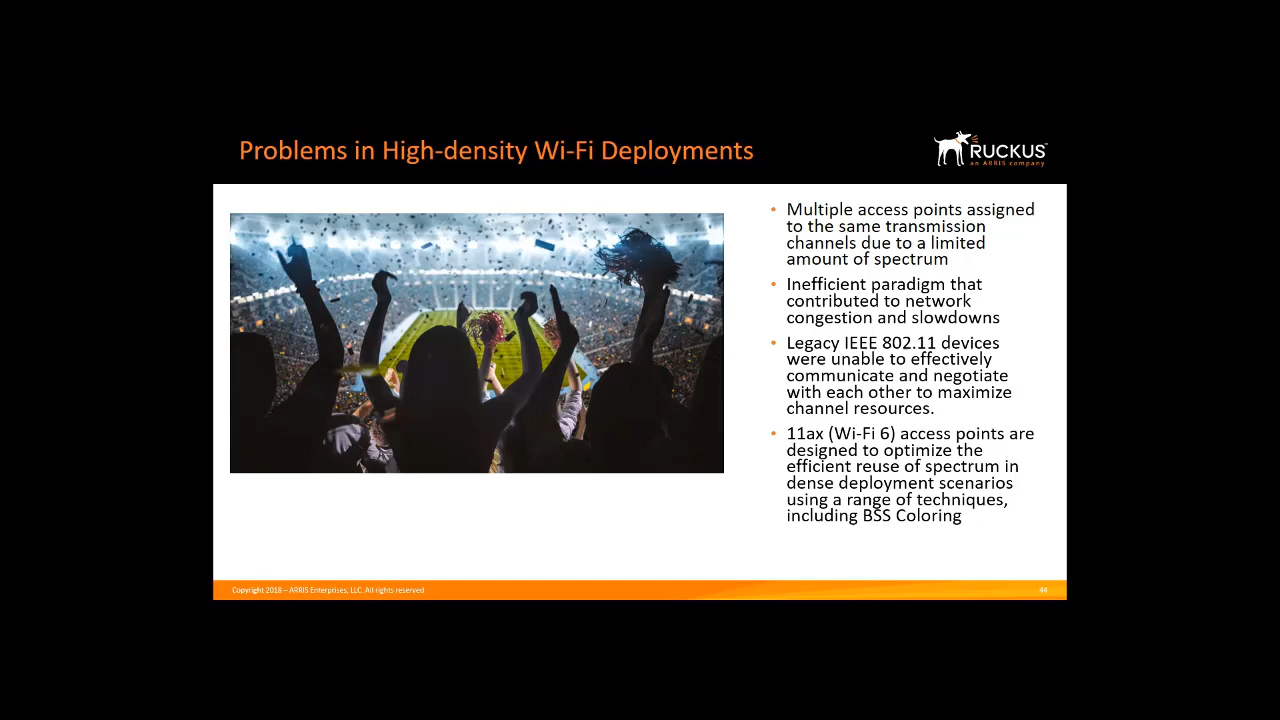 Problems in High-density Wi-Fi Deployments
RUCKUS™
an ARRIS company
• Multiple access points assigned
to the same transmission
channels due to a limited
amount of spectrum
• Inefficient paradigm that
contributed to network
congestion and slowdowns
• Legacy IEEE 802.11 devices
were unable to effectively
communicate and negotiate
with each other to maximize
channel resources.
• 11ax (Wi-Fi 6) access points are
designed to optimize the
efficient reuse of spectrum in
dense deployment scenarios
using a range of techniques,
including BSS Coloring
Copyright 2018 – ARRIS Enterprises, LLC. All rights reserved
44